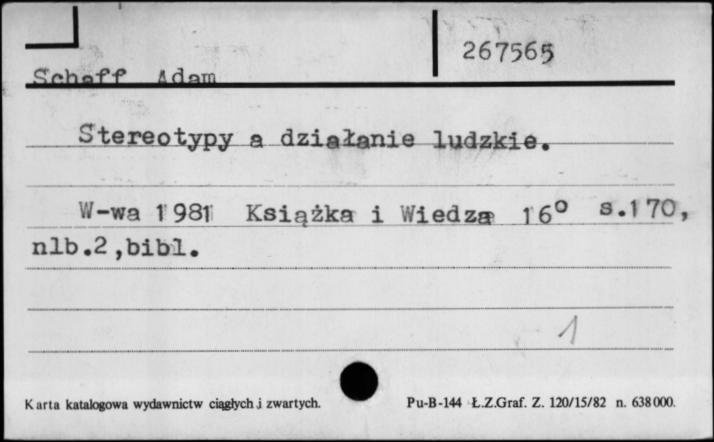 267565
Schaff Adam
Stereotypy a działanie ludzkie.
W-wa 1981 Książka i Wiedza 16° s.170,
nlb.2,bibl.
1
Karta katalogowa wydawnictw ciągłych i zwartych.
Pu-B-144 Ł.Z.Graf. Z. 120/15/82 n. 638000.